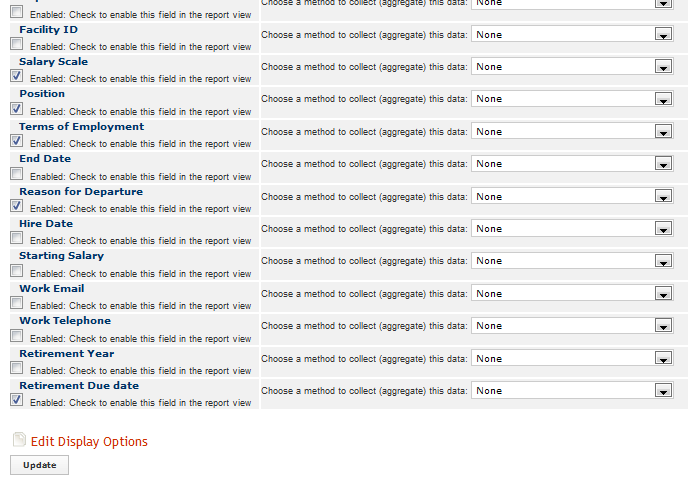 Enabled: Check to enable this field in the report view Choose a method to collect (aggregate) this data: None
Facility ID
Enabled: Check to enable this field in the report view Choose a method to collect (aggregate) this data: None
Salary Scale
Enabled: Check to enable this field in the report view Choose a method to collect (aggregate) this data: None
Position
Enabled: Check to enable this field in the report view Choose a method to collect (aggregate) this data: None
Terms of Employment
Enabled: Check to enable this field in the report view Choose a method to collect (aggregate) this data: None
End Date
Enabled: Check to enable this field in the report view Choose a method to collect (aggregate) this data: None
Reason for Departure
Enabled: Check to enable this field in the report view Choose a method to collect (aggregate) this data: None
Hire Date
Enabled: Check to enable this field in the report view Choose a method to collect (aggregate) this data: None
Starting Salary
Enabled: Check to enable this field in the report view Choose a method to collect (aggregate) this data: None
Work Email
Enabled: Check to enable this field in the report view Choose a method to collect (aggregate) this data: None
Work Telephone
Enabled: Check to enable this field in the report view Choose a method to collect (aggregate) this data: None
Retirement Year
Enabled: Check to enable this field in the report view Choose a method to collect (aggregate) this data: None
Retirement Due date
Enabled: Check to enable this field in the report view Choose a method to collect (aggregate) this data: None
Edit Display Options
Update